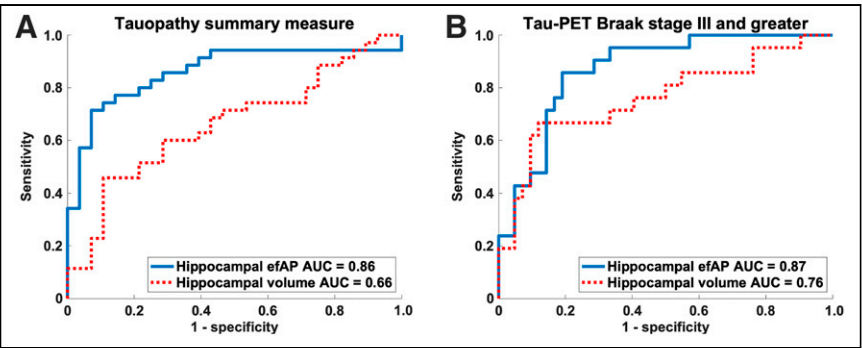 A
Tauopathy summary measure
1.0
0.8
0.6
0.4
0.2
0
Sensitivity
Hippocampal efAP AUC = 0.86
Hippocampal volume AUC = 0.66
0
0.2
0.4
0.6
0.8
1.0
1 - specificity
B
Tau-PET Braak stage III and greater
1.0
0.8
0.6
0.4
0.2
0
Sensitivity
Hippocampal efAP AUC = 0.87
Hippocampal volume AUC = 0.76
0
0.2
0.4
0.6
0.8
1.0
1 - specificity